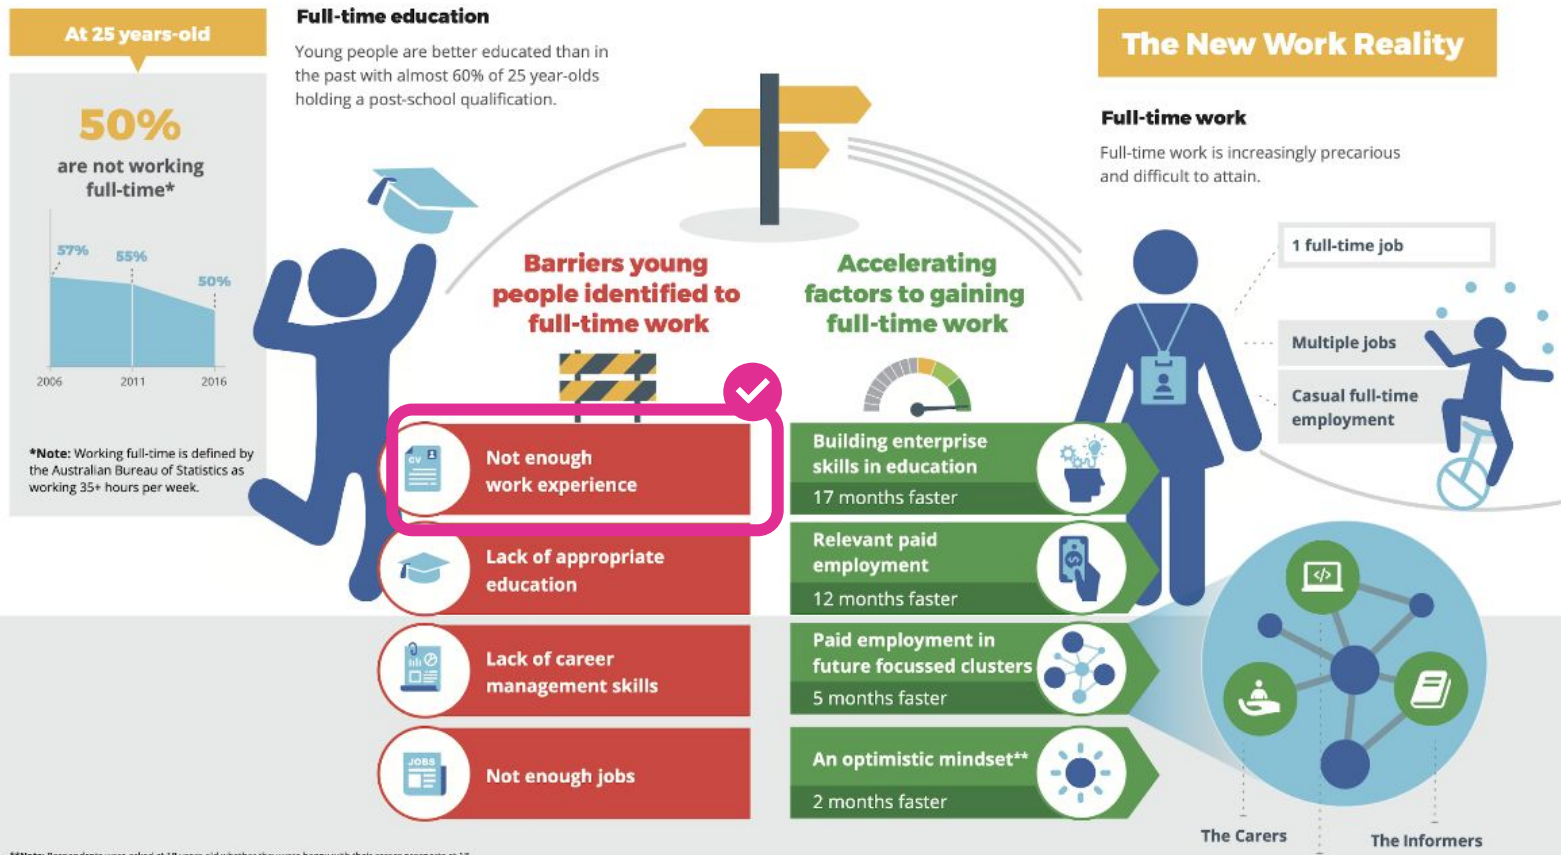 At 25 years-old
50%
are not working
full-time*
57%
55%
50%
2006
2011
2016
*Note: Working full-time is defined by
the Australian Bureau of Statistics as
working 35+ hours per week.
Full-time education
Young people are better educated than in
the past with almost 60% of 25 year-olds
holding a post-school qualification.
Barriers young
people identified to
full-time work
CV
Not enough
work experience
Lack of appropriate
education
Lack of career
management skills
JOBS
Not enough jobs
Accelerating
factors to gaining
full-time work
Building enterprise
skills in education
17 months faster
Relevant paid
employment
12 months faster
Paid employment in
future focussed clusters
5 months faster
An optimistic mindset**
2 months faster
The New Work Reality
Full-time work
Full-time work is increasingly precarious
and difficult to attain.
1 full-time job
Multiple jobs
Casual full-time
employment
</>
The Carers
The Informers